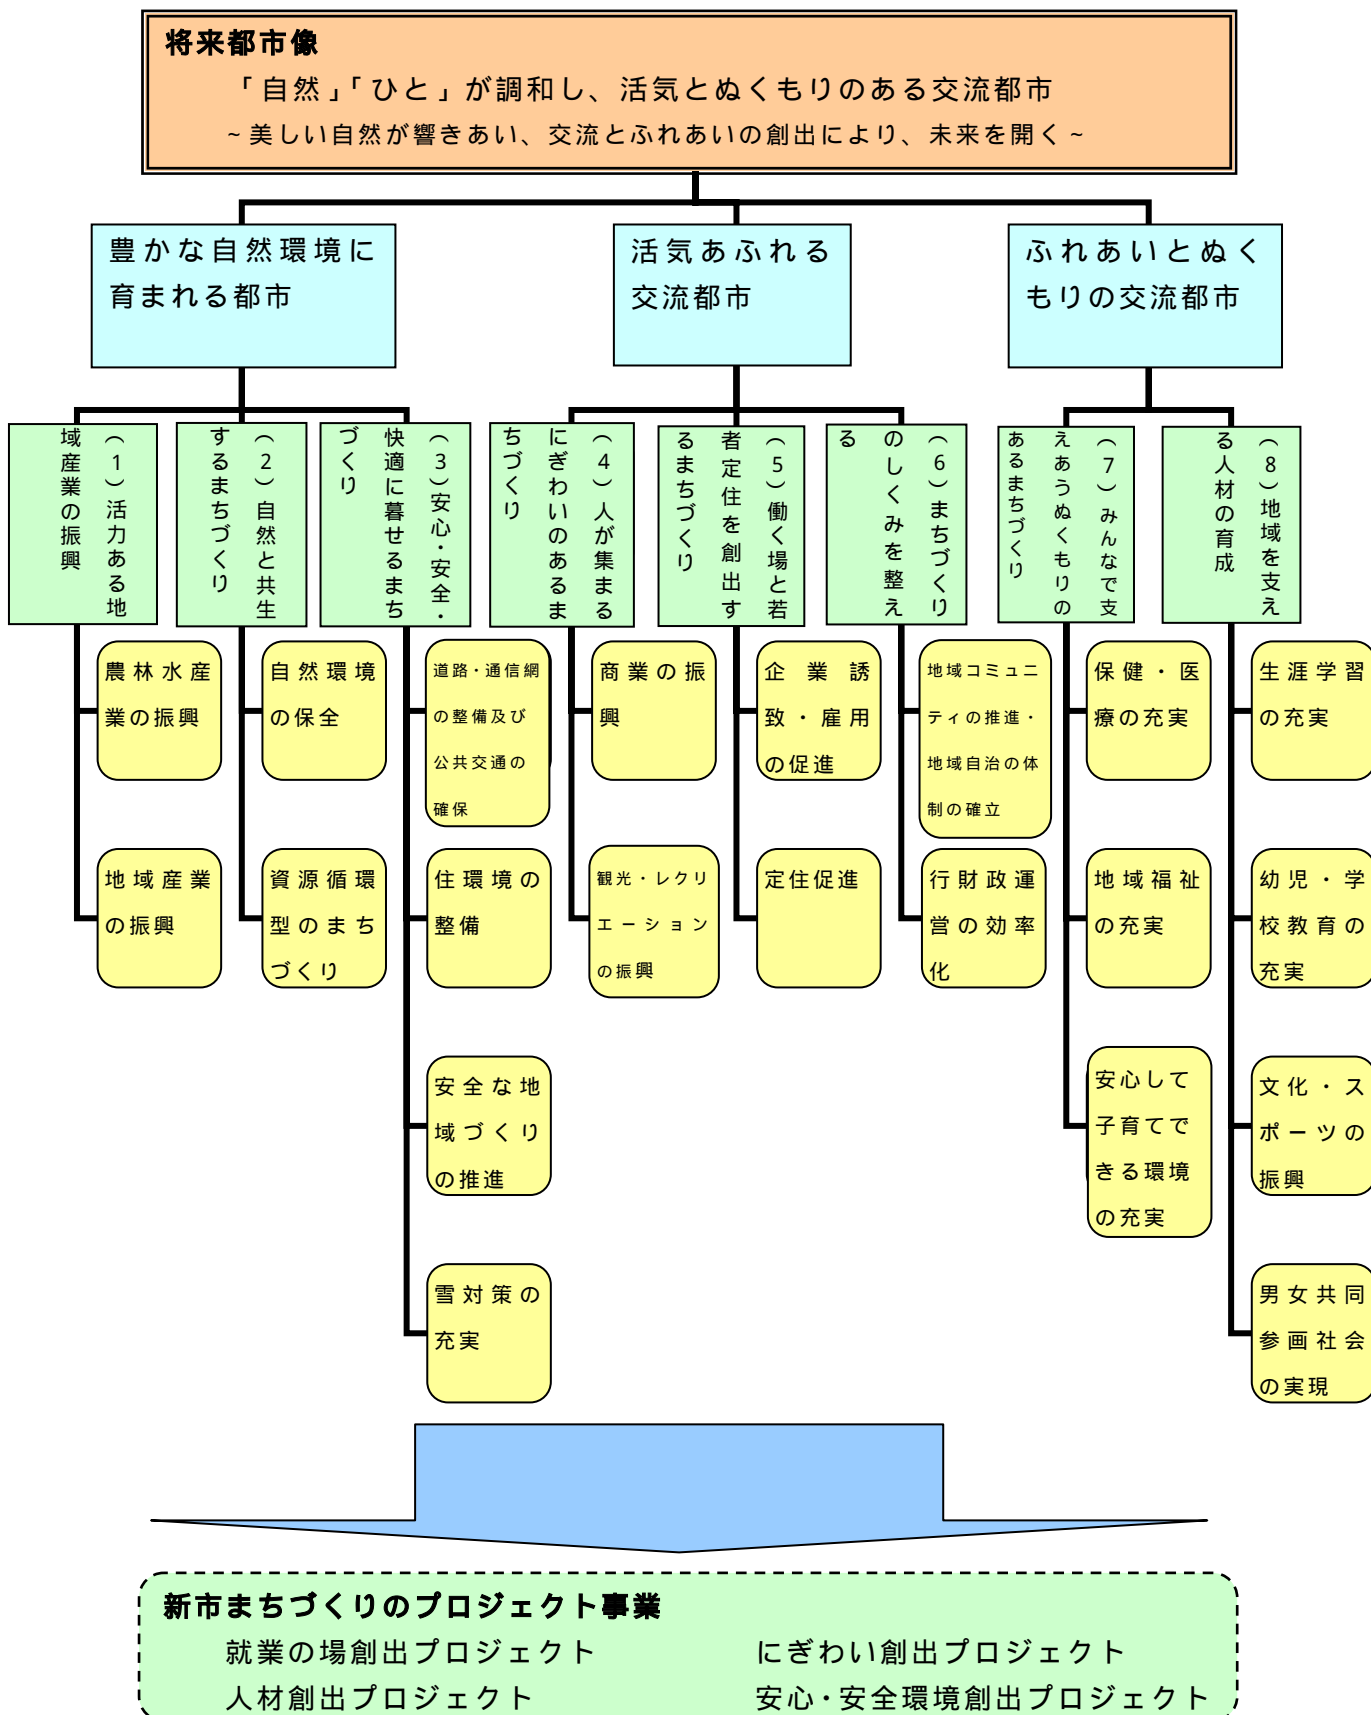 将来都市像
「自然」「ひと」が調和し、活気とぬくもりのある交流都市
~美しい自然が響きあい、交流とふれあいの創出により、未来を開く~
豊かな自然環境に
育まれる都市
活気あふれる
交流都市
ふれあいとぬく
もりの交流都市
(1)活力ある地
域産業の振興
(2)自然と共生
するまちづくり
(3)安心・安全・
快適に暮せるまち
づくり
(4)人が集まる
にぎわいのあるま
ちづくり
(5)働く場と若
者定住を創出す
るまちづくり
(6)まちづくり
のしくみを整え
る
(7)みんなで支
えあうぬくもりの
あるまちづくり
(8)地域を支え
る人材の育成
農林水産
業の振興
地域産業
の振興
自然環境
の保全
資源循環
型のまち
づくり
道路・通信網
の整備及び
公共交通の
確保
住環境の
整備
安全な地
域づくり
の推進
雪対策の
充実
商業の振
興
観光・レクリ
エーション
の振興
企業誘
致・雇用
の促進
定住促進
地域コミュニ
ティの推進・
地域自治の体
制の確立
行財政運
営の効率
化
保健・医
療の充実
地域福祉
の充実
安心して
子育てで
きる環境
の充実
生涯学習
の充実
幼児・学
校教育の
充実
文化・ス
ポーツの
振興
男女共同
参画社会
の実現
新市まちづくりのプロジェクト事業
就業の場創出プロジェクト
にぎわい創出プロジェクト
人材創出プロジェクト
安心・安全環境創出プロジェクト